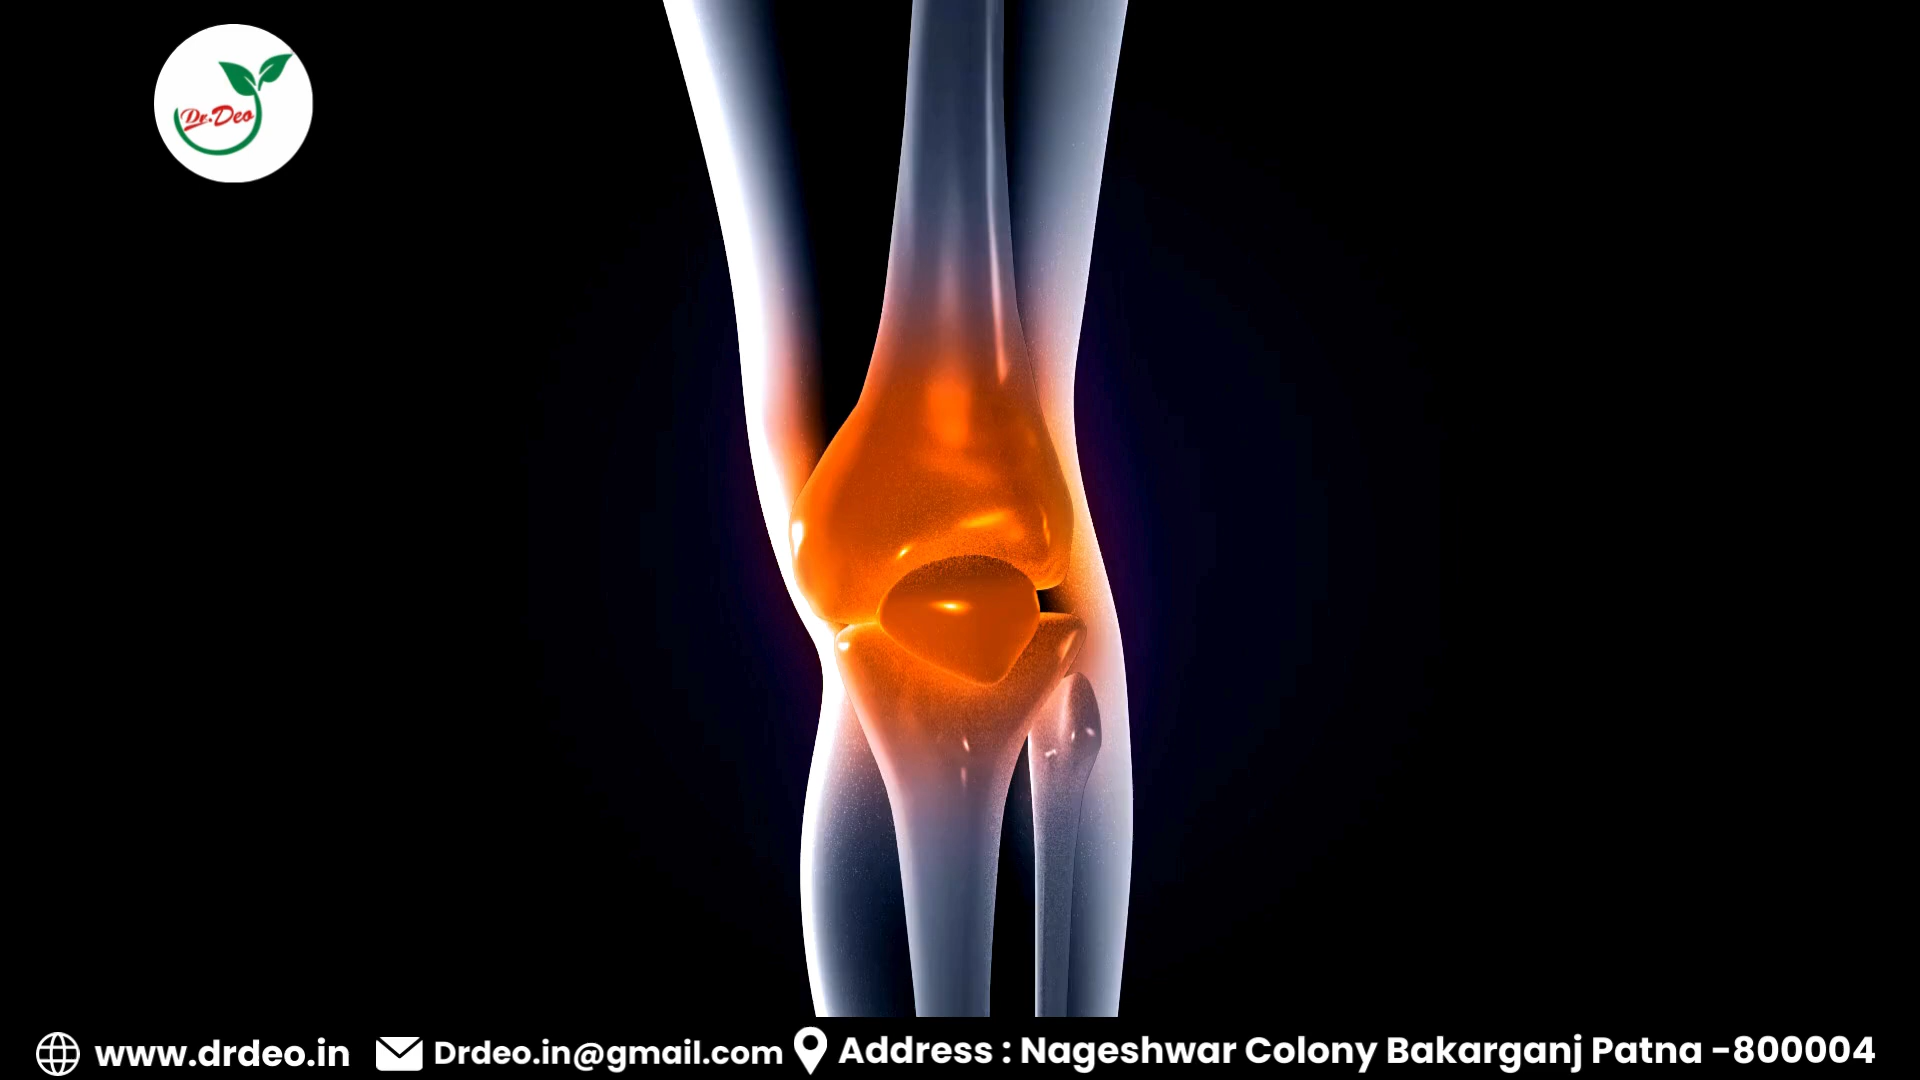 Dr.Deo
www.drdeo.in
Drdeo.in@gmail.com
Address : Nageshwar Colony Bakarganj Patna -800004